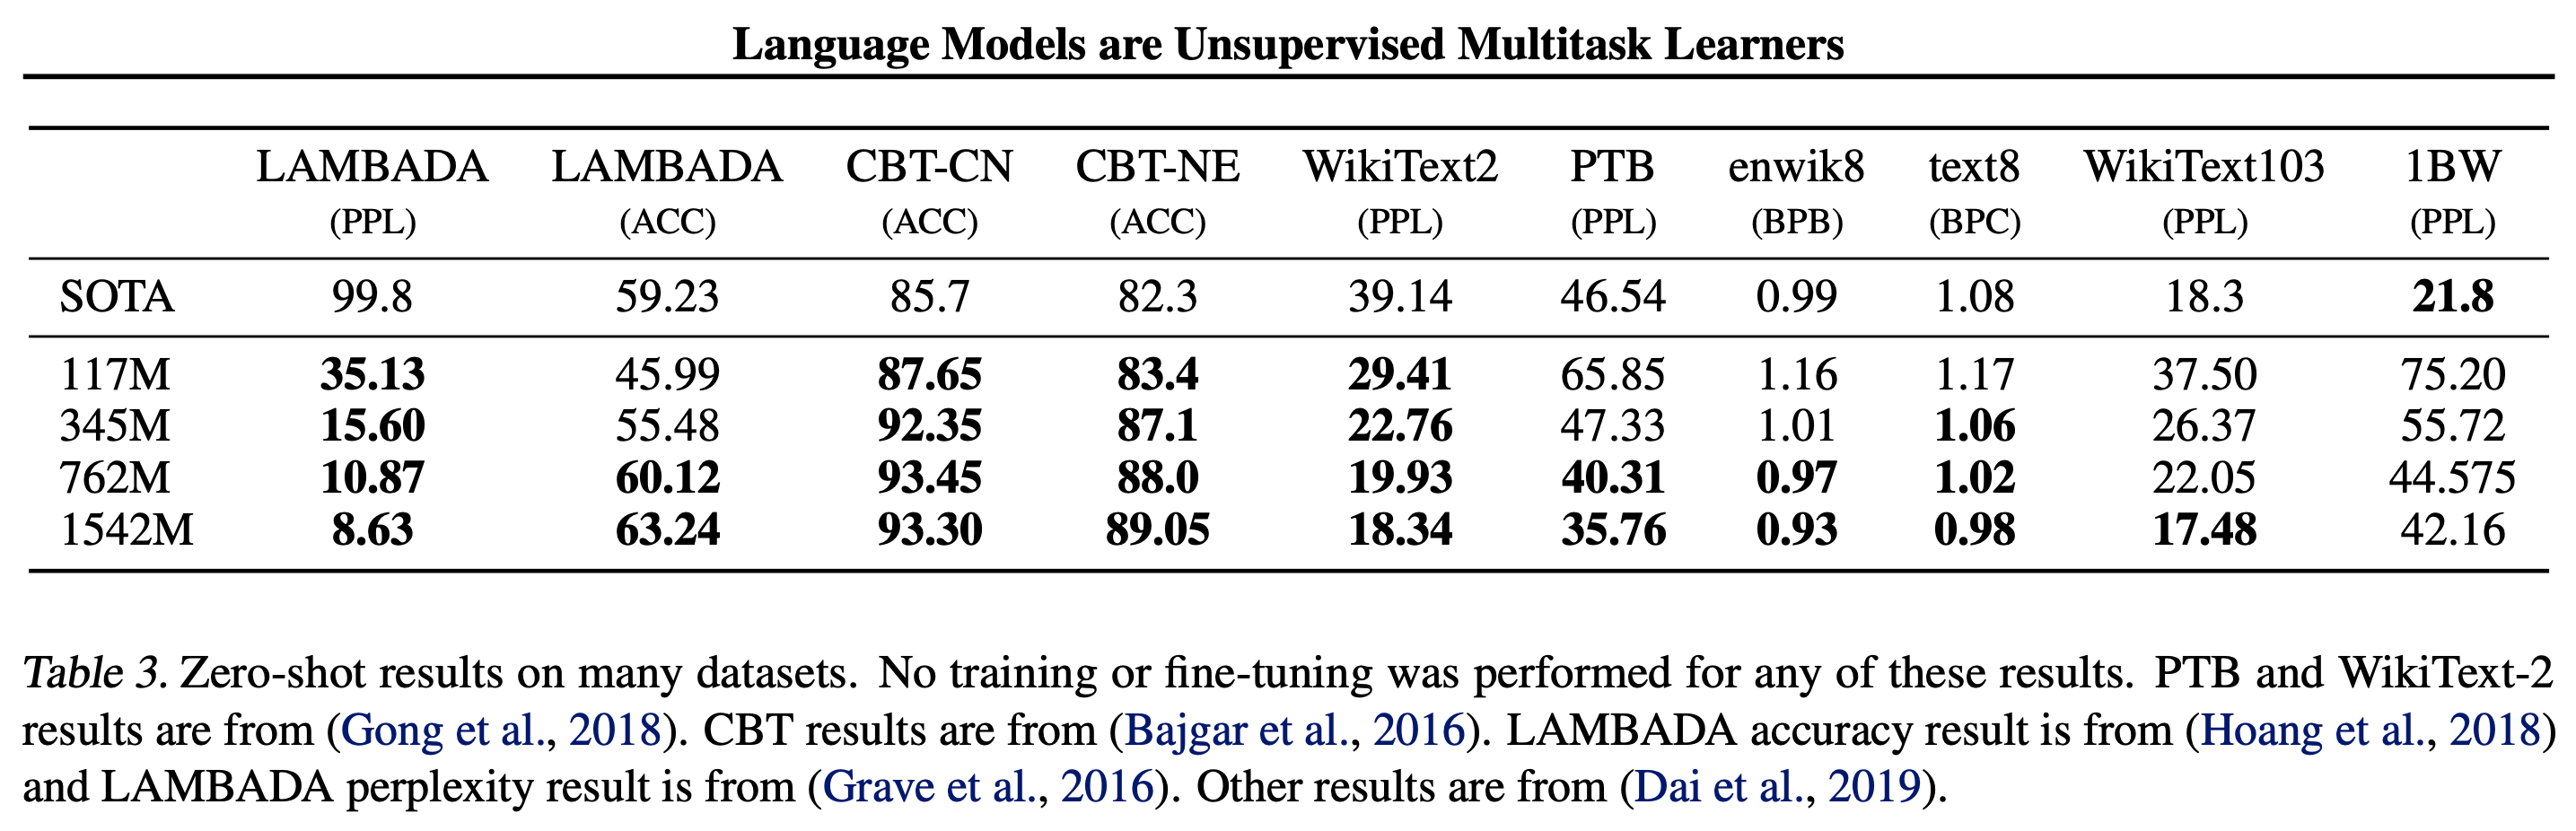 Language Models are Unsupervised Multitask Learners
LAMBADA LAMBADA CBT-CN CBT-NE WikiText2 PTB enwik8 text8 WikiText103 1BW
(PPL) (ACC) (ACC) (ACC) (PPL) (PPL) (BPB) (BPC) (PPL) (PPL)
SOTA 99.8 59.23 85.7 82.3 39.14 46.54 0.99 1.08 18.3 21.8
117M 35.13 45.99 87.65 83.4 29.41 65.85 1.16 1.17 37.50 75.20
345M 15.60 55.48 92.35 87.1 22.76 47.33 1.01 1.06 26.37 55.72
762M 10.87 60.12 93.45 88.0 19.93 40.31 0.97 1.02 22.05 44.575
1542M 8.63 63.24 93.30 89.05 18.34 35.76 0.93 0.98 17.48 42.16
Table 3. Zero-shot results on many datasets. No training or fine-tuning was performed for any of these results. PTB and WikiText-2
results are from (Gong et al., 2018). CBT results are from (Bajgar et al., 2016). LAMBADA accuracy result is from (Hoang et al., 2018)
and LAMBADA perplexity result is from (Grave et al., 2016). Other results are from (Dai et al., 2019).